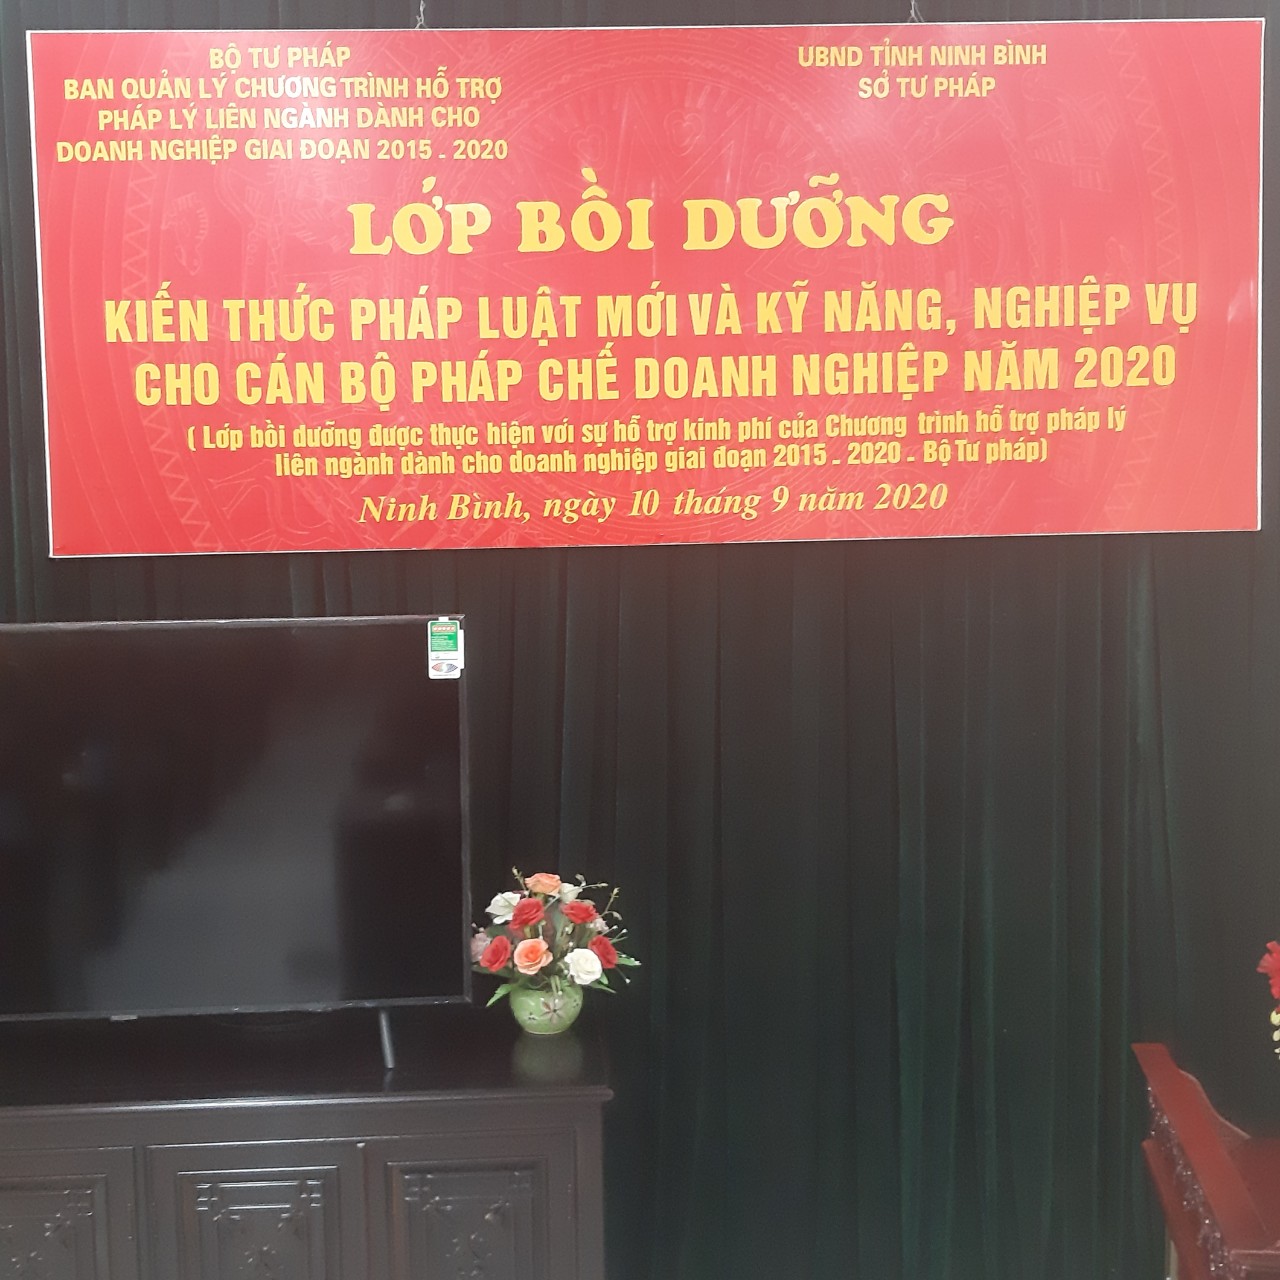 BỘ TƯ PHÁP
BAN QUẢN LÝ CHƯƠNG TRÌNH HỖ TRỢ
PHÁP LÝ LIÊN NGÀNH DÀNH CHO
DOANH NGHIỆP GIAI ĐOẠN 2015 - 2020
UBND TỈNH NINH BÌNH
SỞ TƯ PHÁP
LỚP BỒI DƯỠNG
KIẾN THỨC PHÁP LUẬT MỚI VÀ KỸ NĂNG, NGHIỆP VỤ
CHO CÁN BỘ PHÁP CHẾ DOANH NGHIỆP NĂM 2020
( Lớp bồi dưỡng được thực hiện với sự hỗ trợ kinh phí của Chương trình hỗ trợ pháp lý
liên ngành dành cho doanh nghiệp giai đoạn 2015 - 2020 - Bộ Tư pháp)
Ninh Bình, ngày 10 tháng 9 năm 2020